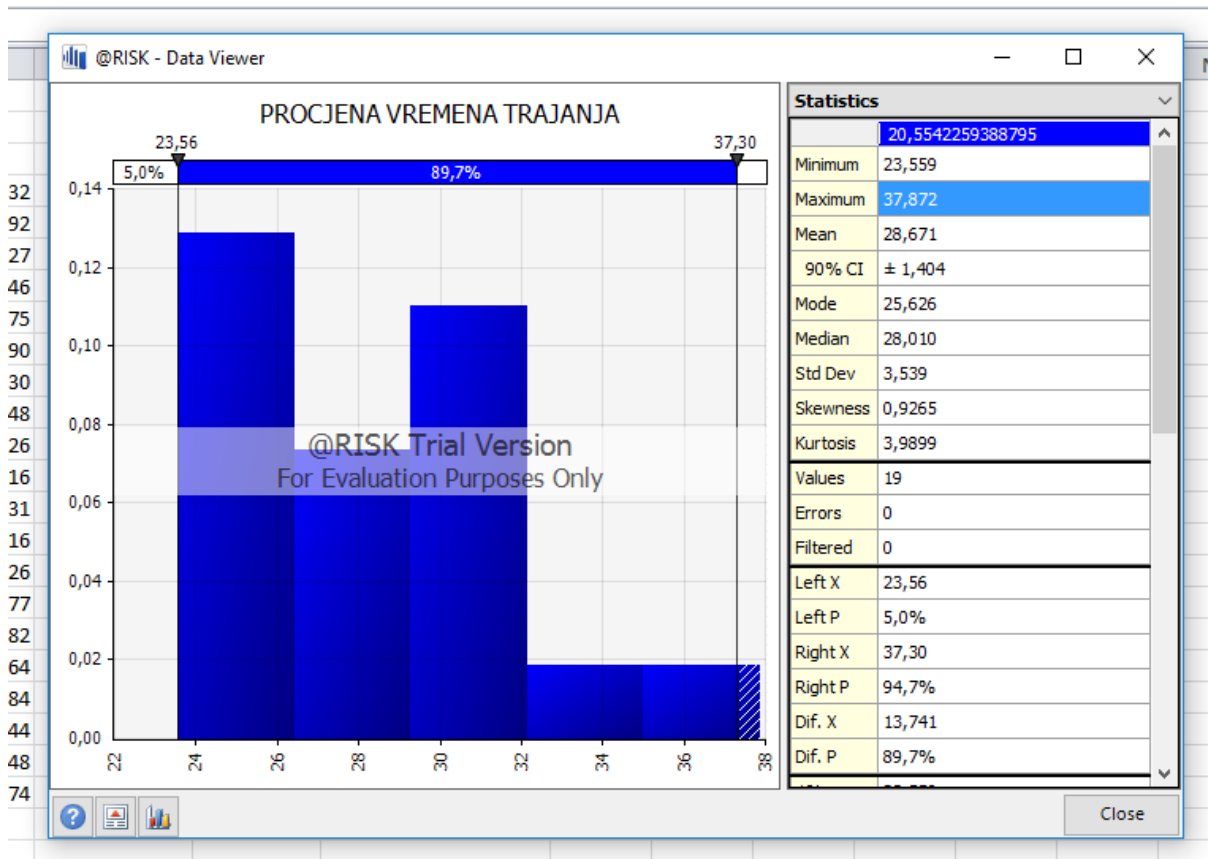 @RISK - Data Viewer
PROCJENA VREMENA TRAJANJA
23,56 37,30
5,0% 89,7%
0,14
0,12
0,10
0,08
0,06
0,04
0,02
0,00
22 24 26 28 30 32 34 36 38
@RISK Trial Version
For Evaluation Purposes Only
Statistics
20,5542259388795
Minimum 23,559
Maximum 37,872
Mean 28,671
90% CI ± 1,404
Mode 25,626
Median 28,010
Std Dev 3,539
Skewness 0,9265
Kurtosis 3,9899
Values 19
Errors 0
Filtered 0
Left X 23,56
Left P 5,0%
Right X 37,30
Right P 94,7%
Dif. X 13,741
Dif. P 89,7%
Close
32
92
27
46
75
90
30
48
26
16
31
16
26
77
82
64
84
44
48
74